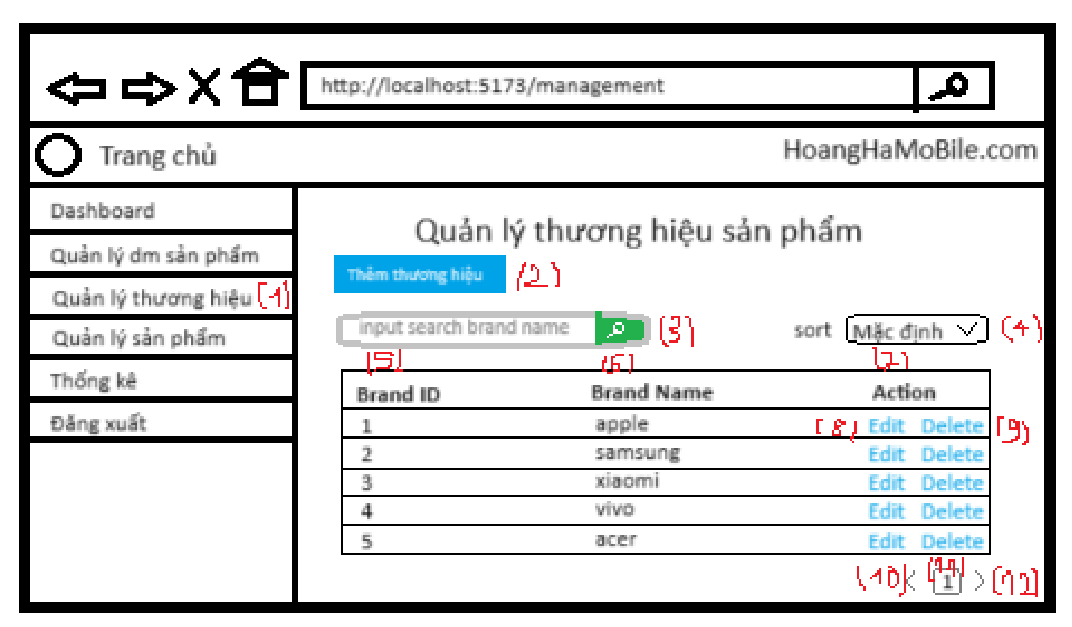 http://localhost:5173/management
Trang chủ HoangHaMoBile.com
Dashboard
Quản lý dm sản phẩm
Quản lý thương hiệu (1)
Quản lý sản phẩm
Thống kê
Đăng xuất
Quản lý thương hiệu sản phẩm
Thêm thương hiệu (2)
input search brand name (3) sort Mặc định (4)
(5) (6) (7)
Brand ID Brand Name Action
1 apple (8) Edit Delete (9)
2 samsung Edit Delete
3 xiaomi Edit Delete
4 vivo Edit Delete
5 acer Edit Delete
(10) < (11) 1 > (12)